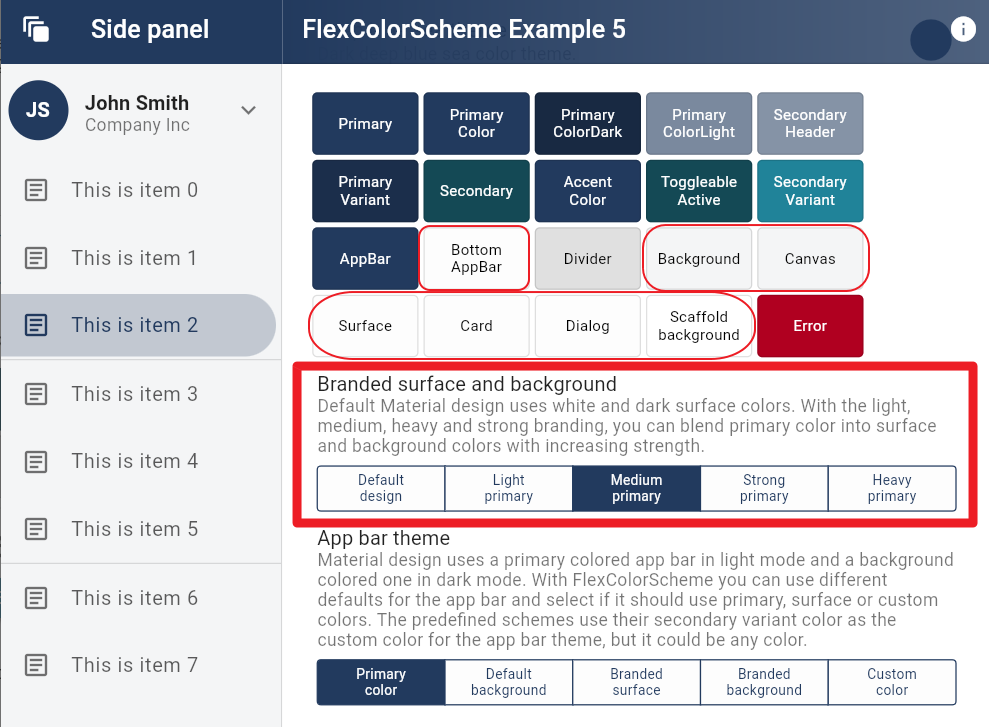 Side panel
FlexColorScheme Example 5
JS
John Smith
Company Inc
This is item 0
This is item 1
This is item 2
This is item 3
This is item 4
This is item 5
This is item 6
This is item 7
Primary
Primary
Color
Primary
ColorDark
Primary
ColorLight
Secondary
Header
Primary
Variant
Secondary
Accent
Color
Toggleable
Active
Secondary
Variant
AppBar
Bottom
AppBar
Divider
Background
Canvas
Surface
Card
Dialog
Scaffold
background
Error
Branded surface and background
Default Material design uses white and dark surface colors. With the light,
medium, heavy and strong branding, you can blend primary color into surface
and background colors with increasing strength.
Default
design
Light
primary
Medium
primary
Strong
primary
Heavy
primary
App bar theme
Material design uses a primary colored app bar in light mode and a background
colored one in dark mode. With FlexColorScheme you can use different
defaults for the app bar and select if it should use primary, surface or custom
colors. The predefined schemes use their secondary variant color as the
custom color for the app bar theme, but it could be any color.
Primary
color
Default
background
Branded
surface
Branded
background
Custom
color